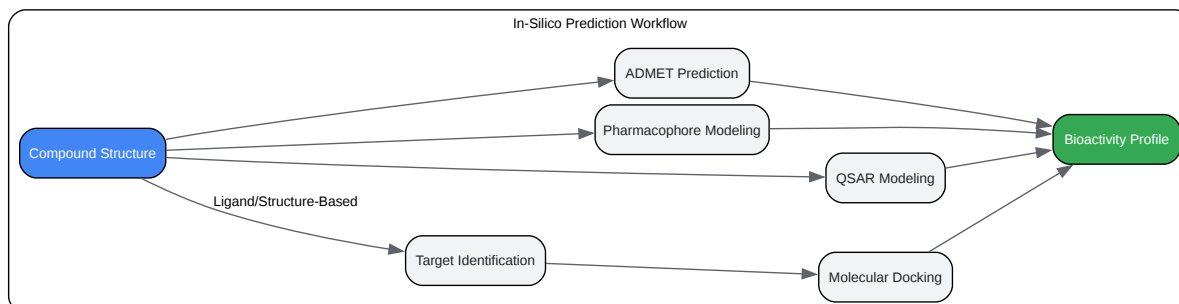 In-Silico Prediction Workflow
ADMET Prediction
Pharmacophore Modeling
Compound Structure
Bioactivity Profile
QSAR Modeling
Ligand/Structure-Based
Target Identification
Molecular Docking